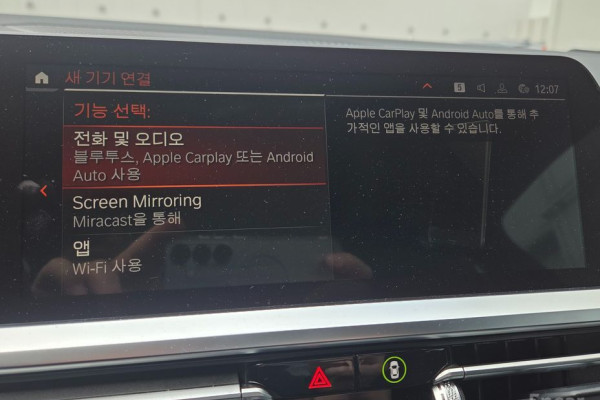 새 기기 연결
12:07
기능 선택:
전화 및 오디오
블루투스, Apple Carplay 또는 Android
Auto 사용
Screen Mirroring
Miracast을 통해
앱
Wi-Fi 사용
Apple CarPlay 및 Android Auto를 통해 추
가적인 앱을 사용할 수 있습니다.
Encar